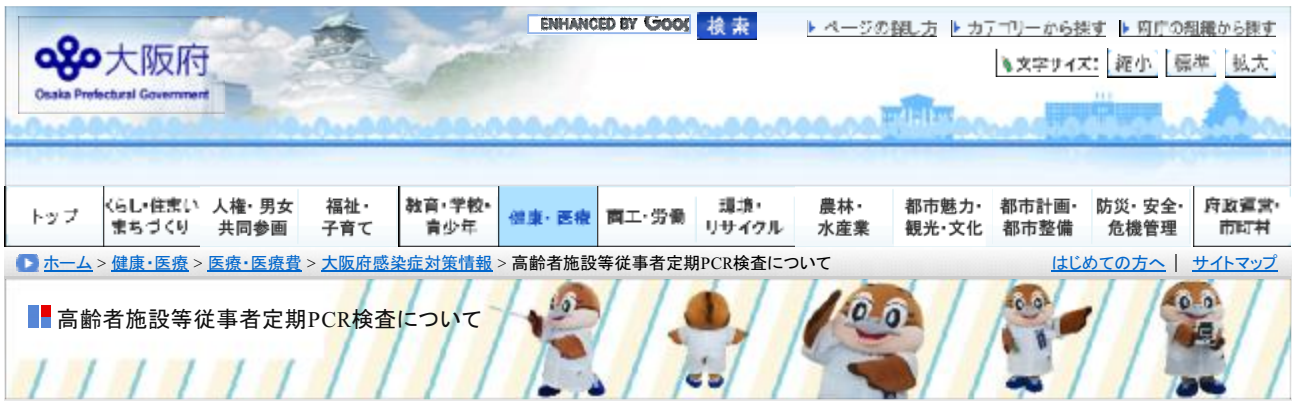 ENHANCED BY Goog 検索
ページの探し方 カテゴリーから探す 府庁の組織から探す
大阪府
Osaka Prefectural Government
文字サイズ: 縮小 標準 拡大
トップ
くらし・住まい
まちづくり
人権・男女
共同参画
福祉・
子育て
教育・学校・
青少年
健康・医療
商工・労働
環境・
リサイクル
農林・
水産業
都市魅力・
観光・文化
都市計画・
都市整備
防災・安全・
危機管理
府政運営・
市町村
ホーム > 健康・医療 > 医療・医療費 > 大阪府感染症対策情報 > 高齢者施設等従事者定期PCR検査について
はじめての方へ | サイトマップ
高齢者施設等従事者定期PCR検査について